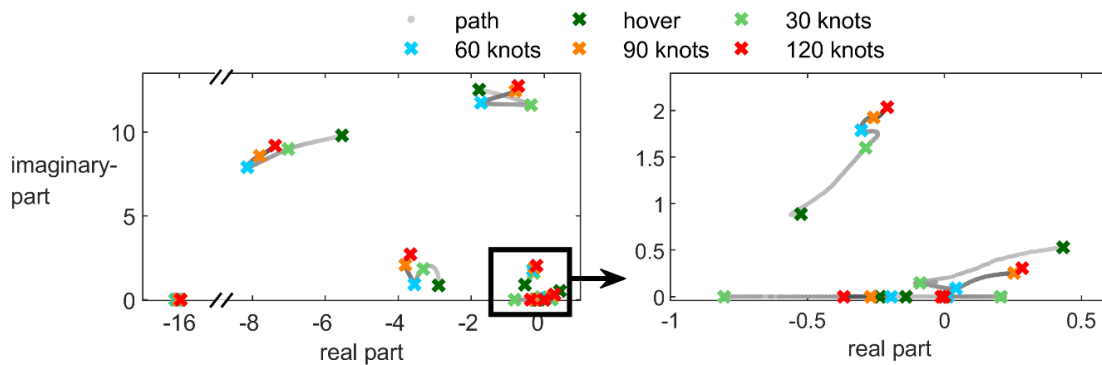 path hover 30 knots
60 knots 90 knots 120 knots
imaginary-
part
10
5
0
-16 -8 -6 -4 -2 0
real part
2
1.5
1
0.5
0
-1 -0.5 0 0.5
real part